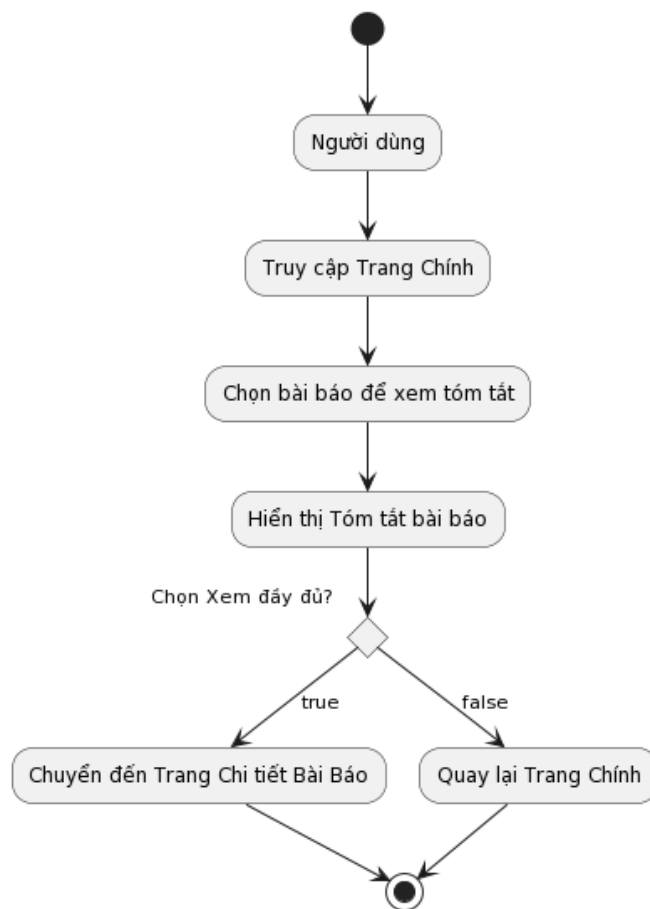 Người dùng
Truy cập Trang Chính
Chọn bài báo để xem tóm tắt
Hiển thị Tóm tắt bài báo
Chọn Xem đầy đủ?
true
false
Chuyển đến Trang Chi tiết Bài Báo
Quay lại Trang Chính